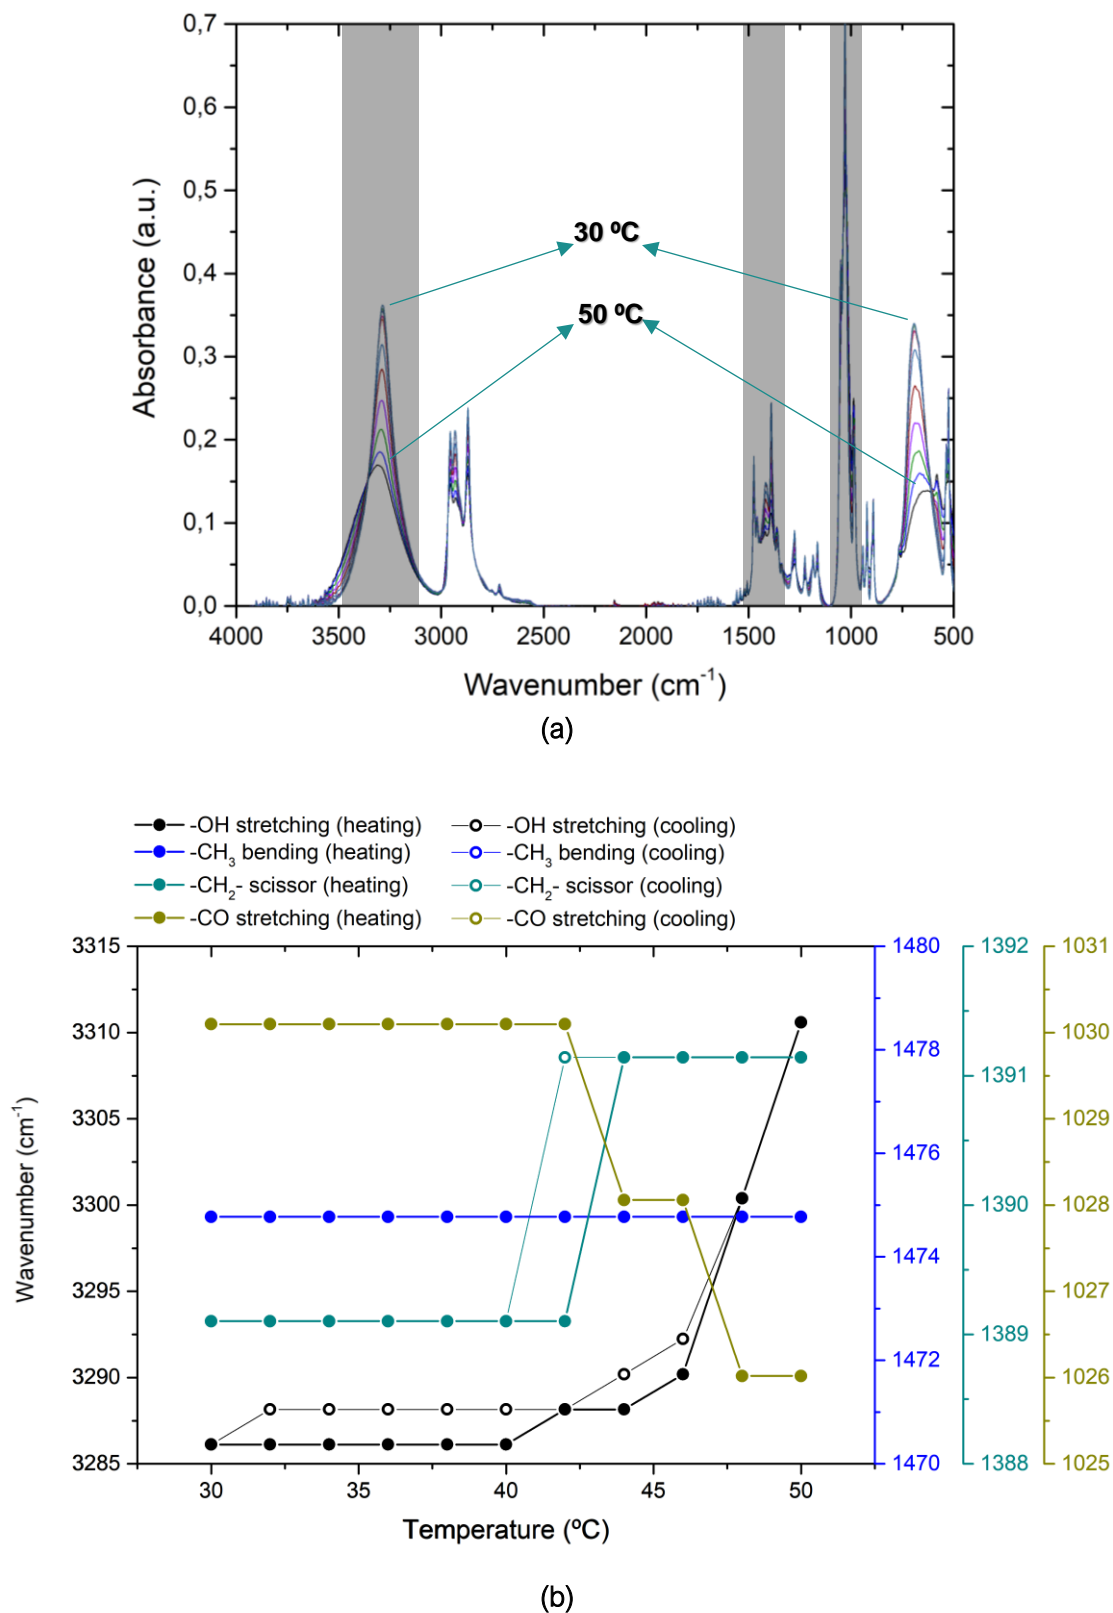 0,7
0,6
0,5
0,4
0,3
0,2
0,1
0,0
Absorbance (a.u.)
30 ºC
50 ºC
4000 3500 3000 2500 2000 1500 1000 500
Wavenumber (cm⁻¹)
(a)
-OH stretching (heating) -OH stretching (cooling)
-CH₃ bending (heating) -CH₃ bending (cooling)
-CH₂- scissor (heating) -CH₂- scissor (cooling)
-CO stretching (heating) -CO stretching (cooling)
3315
3310
3305
3300
3295
3290
3285
Wavenumber (cm⁻¹)
1480
1478
1476
1474
1472
1470
1392
1391
1390
1389
1388
1031
1030
1029
1028
1027
1026
1025
30 35 40 45 50
Temperature (ºC)
(b)